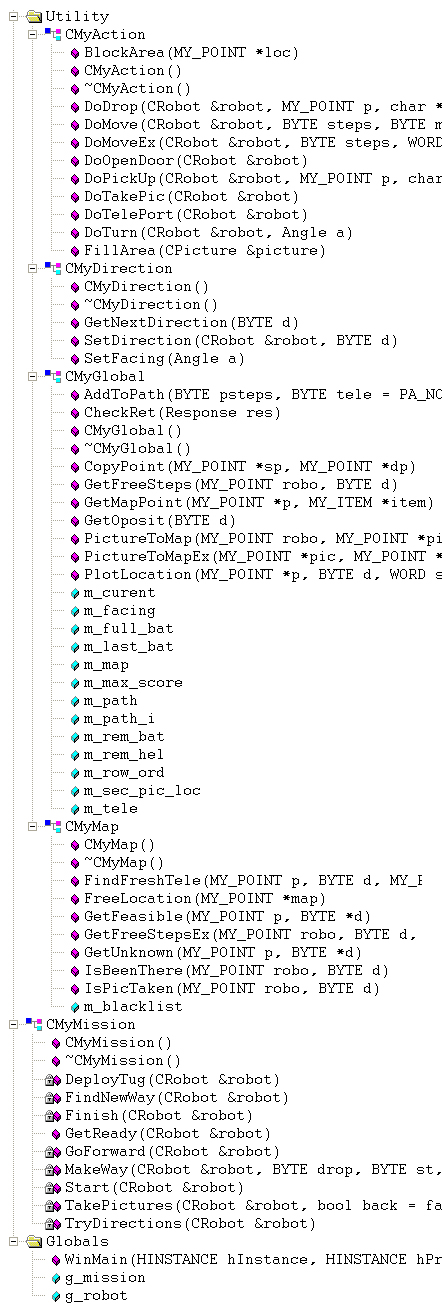 Utility
CMyAction
BlockArea(MY_POINT *loc)
CMyAction()
~CMyAction()
DoDrop(CRobot &robot, MY_POINT p, char *
DoMove(CRobot &robot, BYTE steps, BYTE m
DoMoveEx(CRobot &robot, BYTE steps, WORD
DoOpenDoor(CRobot &robot)
DoPickUp(CRobot &robot, MY_POINT p, char
DoTakePic(CRobot &robot)
DoTelePort(CRobot &robot)
DoTurn(CRobot &robot, Angle a)
FillArea(CPicture &picture)
CMyDirection
CMyDirection()
~CMyDirection()
GetNextDirection(BYTE d)
SetDirection(CRobot &robot, BYTE d)
SetFacing(Angle a)
CMyGlobal
AddToPath(BYTE psteps, BYTE tele = PA_NO
CheckRet(Response res)
CMyGlobal()
~CMyGlobal()
CopyPoint(MY_POINT *sp, MY_POINT *dp)
GetFreeSteps(MY_POINT robo, BYTE d)
GetMapPoint(MY_POINT *p, MY_ITEM *item)
GetOposit(BYTE d)
PictureToMap(MY_POINT robo, MY_POINT *pi
PictureToMapEx(MY_POINT *pic, MY_POINT *
PlotLocation(MY_POINT *p, BYTE d, WORD s
m_curent
m_facing
m_full_bat
m_last_bat
m_map
m_max_score
m_path
m_path_i
m_rem_bat
m_rem_hel
m_row_ord
m_sec_pic_loc
m_tele
CMyMap
CMyMap()
~CMyMap()
FindFreshTele(MY_POINT p, BYTE d, MY_
FreeLocation(MY_POINT *map)
GetFeasible(MY_POINT p, BYTE *d)
GetFreeStepsEx(MY_POINT robo, BYTE d,
GetUnknown(MY_POINT p, BYTE *d)
IsBeenThere(MY_POINT robo, BYTE d)
IsPicTaken(MY_POINT robo, BYTE d)
m_blacklist
CMyMission
CMyMission()
~CMyMission()
DeployTug(CRobot &robot)
FindNewWay(CRobot &robot)
Finish(CRobot &robot)
GetReady(CRobot &robot)
GoForward(CRobot &robot)
MakeWay(CRobot &robot, BYTE drop, BYTE st,
Start(CRobot &robot)
TakePictures(CRobot &robot, bool back = fa
TryDirections(CRobot &robot)
Globals
WinMain(HINSTANCE hInstance, HINSTANCE hPr
g_mission
g_robot